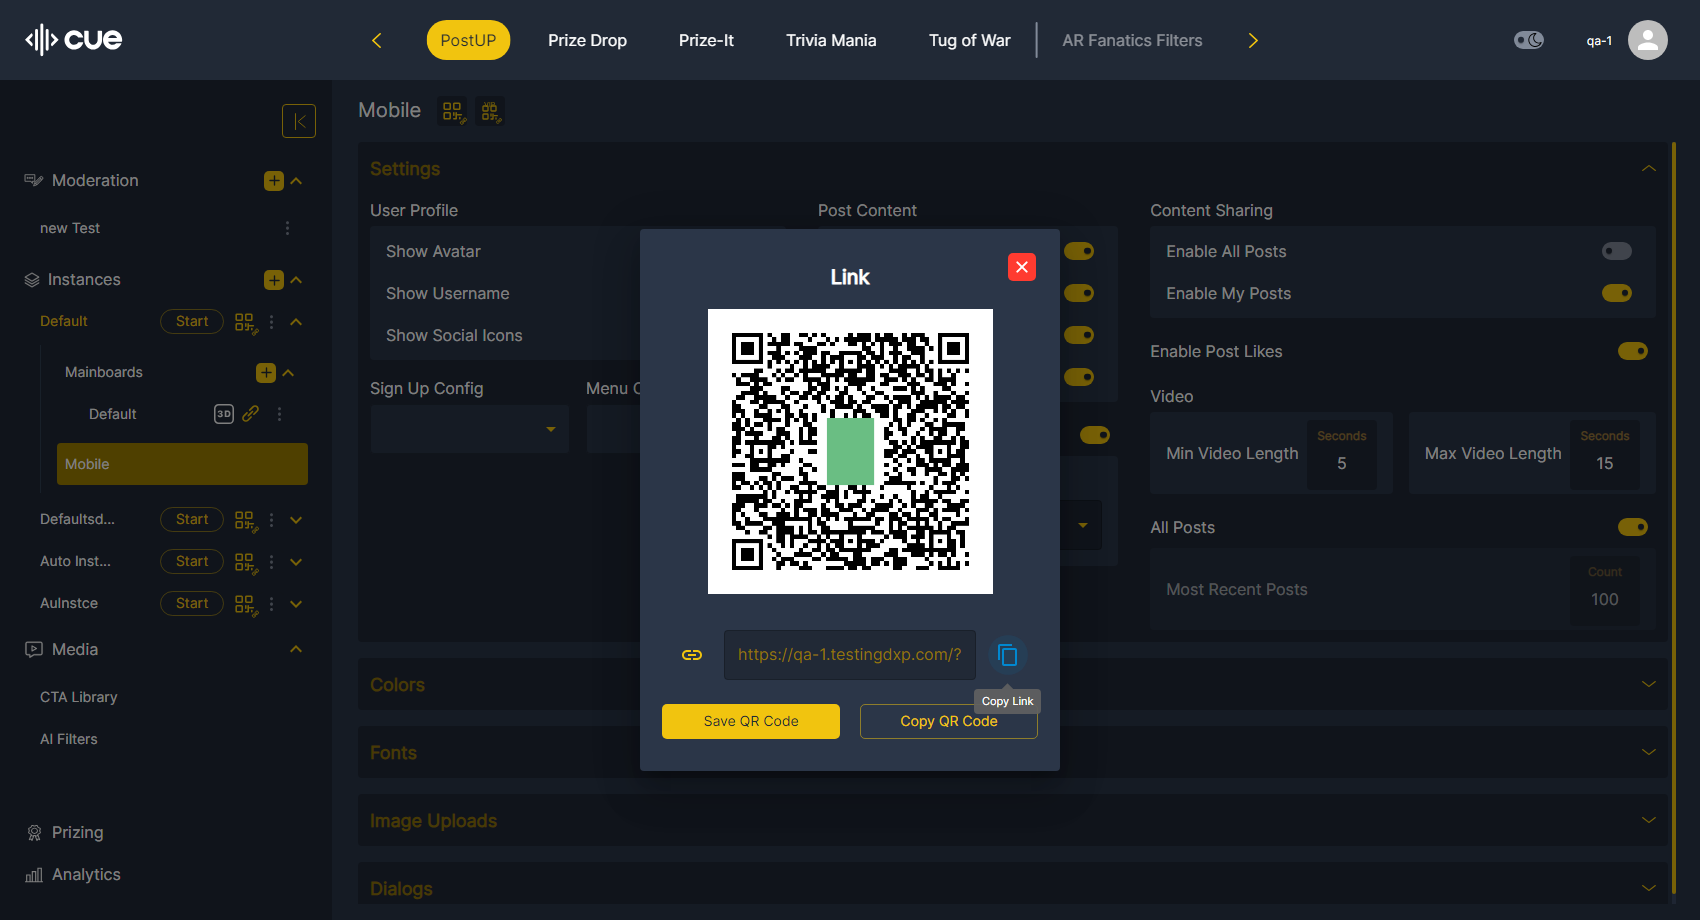 cue
PostUP
Prize Drop
Prize-It
Trivia Mania
Tug of War
AR Fanatics Filters
qa-1
Mobile
Moderation
new Test
Instances
Default
Start
Mainboards
Default
3D
Mobile
Defaultsd...
Start
Auto Inst...
Start
AuInstce
Start
Media
CTA Library
AI Filters
Prizing
Analytics
Settings
User Profile
Show Avatar
Show Username
Show Social Icons
Sign Up Config
Menu C
Post Content
Content Sharing
Enable All Posts
Enable My Posts
Enable Post Likes
Video
Min Video Length
Seconds
5
Max Video Length
Seconds
15
All Posts
Most Recent Posts
Count
100
Colors
Fonts
Image Uploads
Dialogs
Link
https://qa-1.testingdxp.com/?
Copy Link
Save QR Code
Copy QR Code